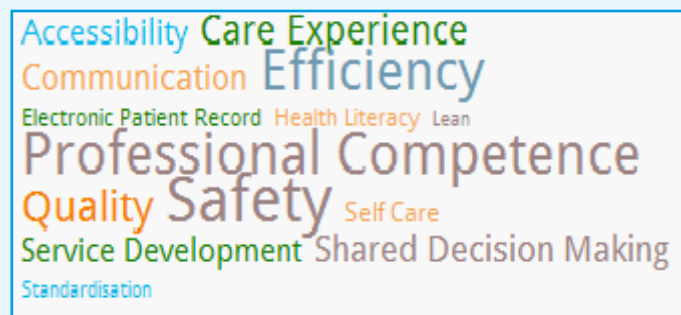 Accessibility Care Experience
Communication Efficiency
Electronic Patient Record Health Literacy Lean
Professional Competence
Quality Safety Self Care
Service Development Shared Decision Making
Standardisation